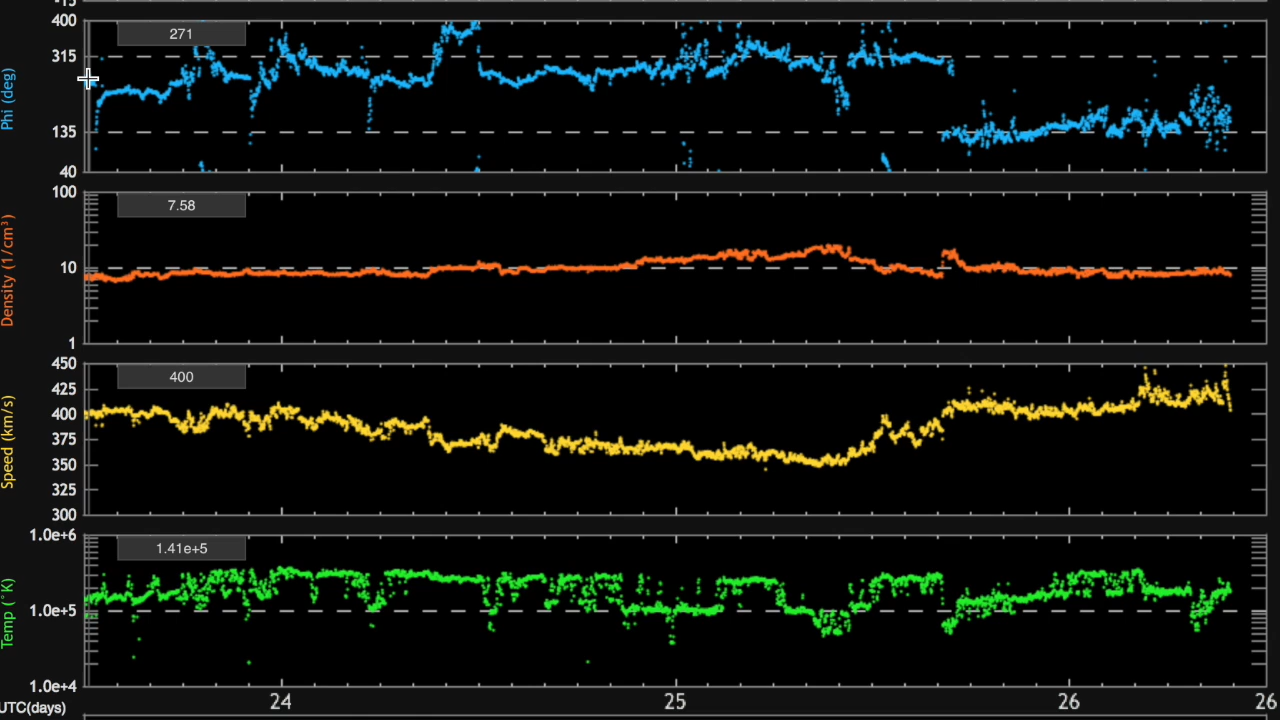 -15
400
271
315
Phi (deg)
135
40
100
7.58
10
Density (1/cm³)
1
450
400
425
400
375
Speed (km/s)
350
325
300
1.0e+6
1.41e+5
1.0e+5
Temp (°K)
1.0e+4
24 25 26 26
UTC(days)